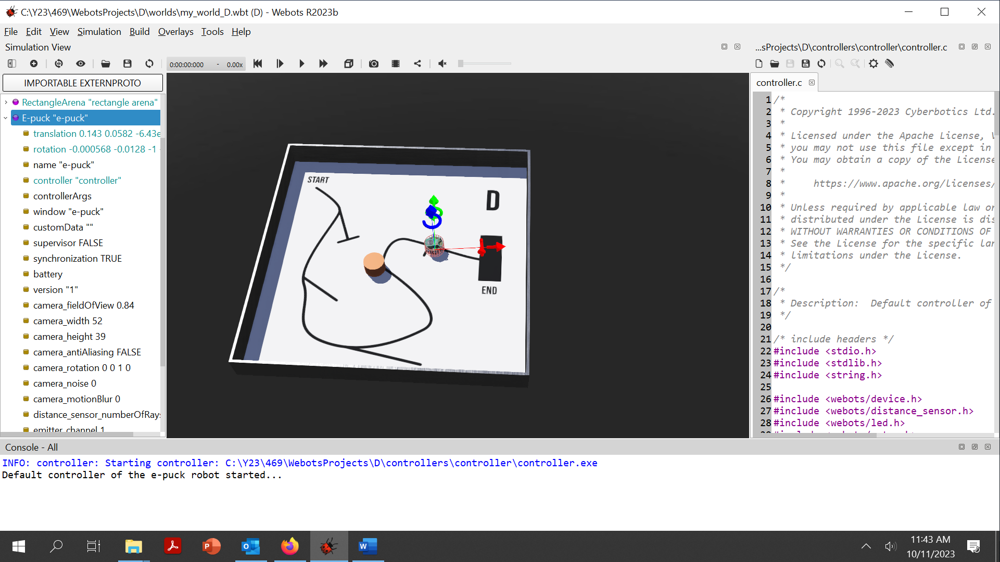 C:\Y23\469\WebotsProjects\D\worlds\my_world_D.wbt (D) - Webots R2023b
File Edit View Simulation Build Overlays Tools Help
Simulation View
...sProjects\D\controllers\controller\controller.c
0:00:00:000 - 0.00x
IMPORTABLE EXTERNPROTO
RectangleArena "rectangle arena"
E-puck "e-puck"
translation 0.143 0.0582 -6.43e
rotation -0.000568 -0.0128 -1
name "e-puck"
controller "controller"
controllerArgs
window "e-puck"
customData ""
supervisor FALSE
synchronization TRUE
battery
version "1"
camera_fieldOfView 0.84
camera_width 52
camera_height 39
camera_antiAliasing FALSE
camera_rotation 0 0 1 0
camera_noise 0
camera_motionBlur 0
distance_sensor_numberOfRays
emitter_channel 1
START
D
END
controller.c
1 /*
2 * Copyright 1996-2023 Cyberbotics Ltd.
3 *
4 * Licensed under the Apache License, V
5 * you may not use this file except in
6 * You may obtain a copy of the License
7 *
8 * https://www.apache.org/licenses/
9 *
10 * Unless required by applicable law or
11 * distributed under the License is dis
12 * WITHOUT WARRANTIES OR CONDITIONS OF
13 * See the License for the specific lan
14 * limitations under the License.
15 */
16
17 /*
18 * Description: Default controller of
19 */
20
21 /* include headers */
22 #include <stdio.h>
23 #include <stdlib.h>
24 #include <string.h>
25
26 #include <webots/device.h>
27 #include <webots/distance_sensor.h>
28 #include <webots/led.h>
Console - All
INFO: controller: Starting controller: C:\Y23\469\WebotsProjects\D\controllers\controller\controller.exe
Default controller of the e-puck robot started...
11:43 AM
10/11/2023